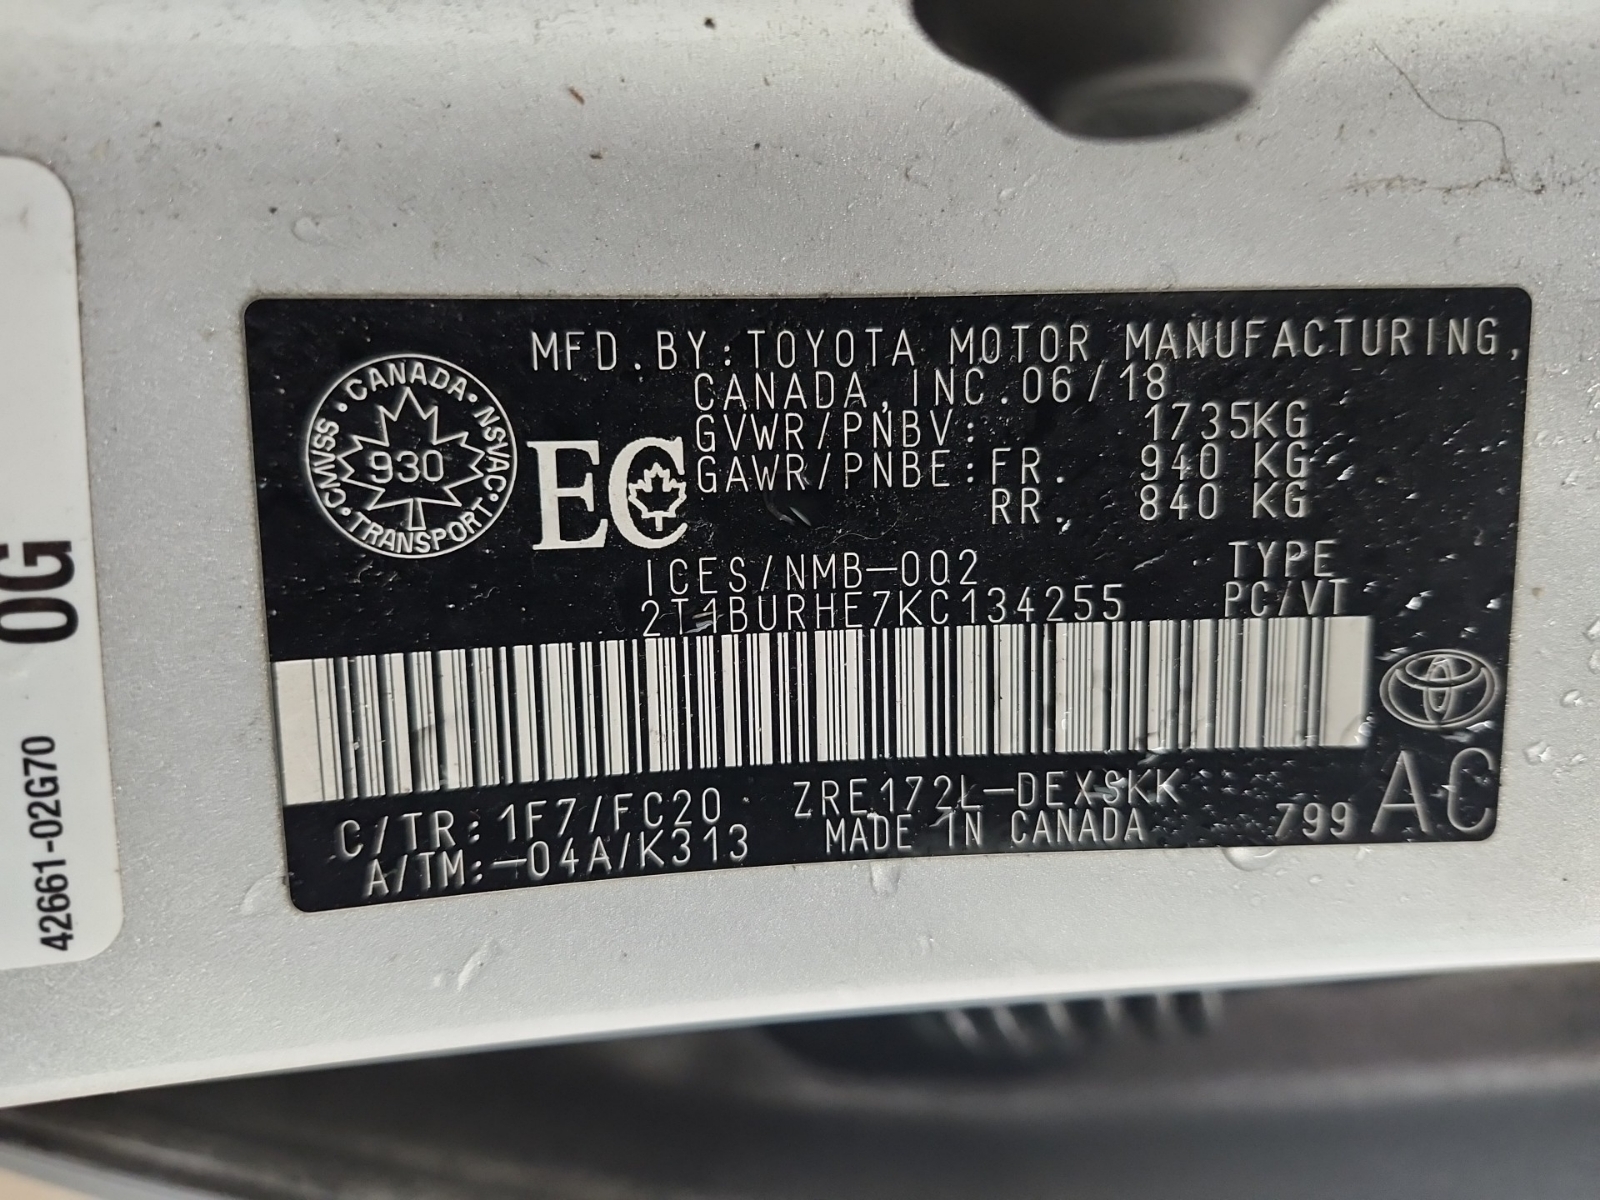 MFD. BY: TOYOTA MOTOR MANUFACTURING,
CANADA, INC. 06/18
GVWR/PNBV: 1735KG
GAWR/PNBE: FR. 940 KG
RR. 840 KG
CANADA · NSVAC · TRANSPORT · CMVSS ·
930
EC
ICES/NMB-002
TYPE
2T1BURHE7KC134255
PC/VT
C/TR: 1F7/FC20
ZRE172L-DEXSKK
A/TM: -04A/K313
MADE IN CANADA
799
AC
0G
42661-02G70